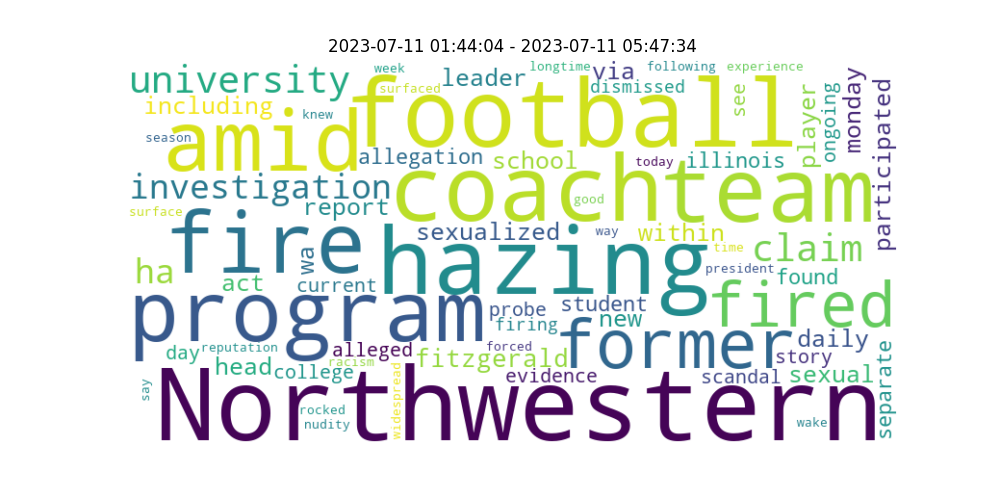 2023-07-11 01:44:04 - 2023-07-11 05:47:34
university week surfaced leader longtime via following experience
dismissed
including knew amid football see player ongoing monday participated
season allegation school today illinois
investigation report coach team good
surface fire sexualized way within time claim
ha wa hazing president found
act current fired
program probe student firing new former daily
day reputation alleged racism forced fitzgerald story
head college evidence scandal sexual separate
say Northwestern widespread
rocked
nudity wake